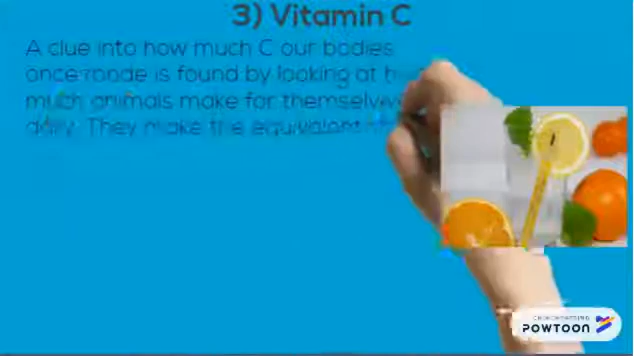 3) Vitamin C
A clue into how much C our bodies
once made is found by looking at
much animals make for themselves
daily. They make the equivalent
POWTOON